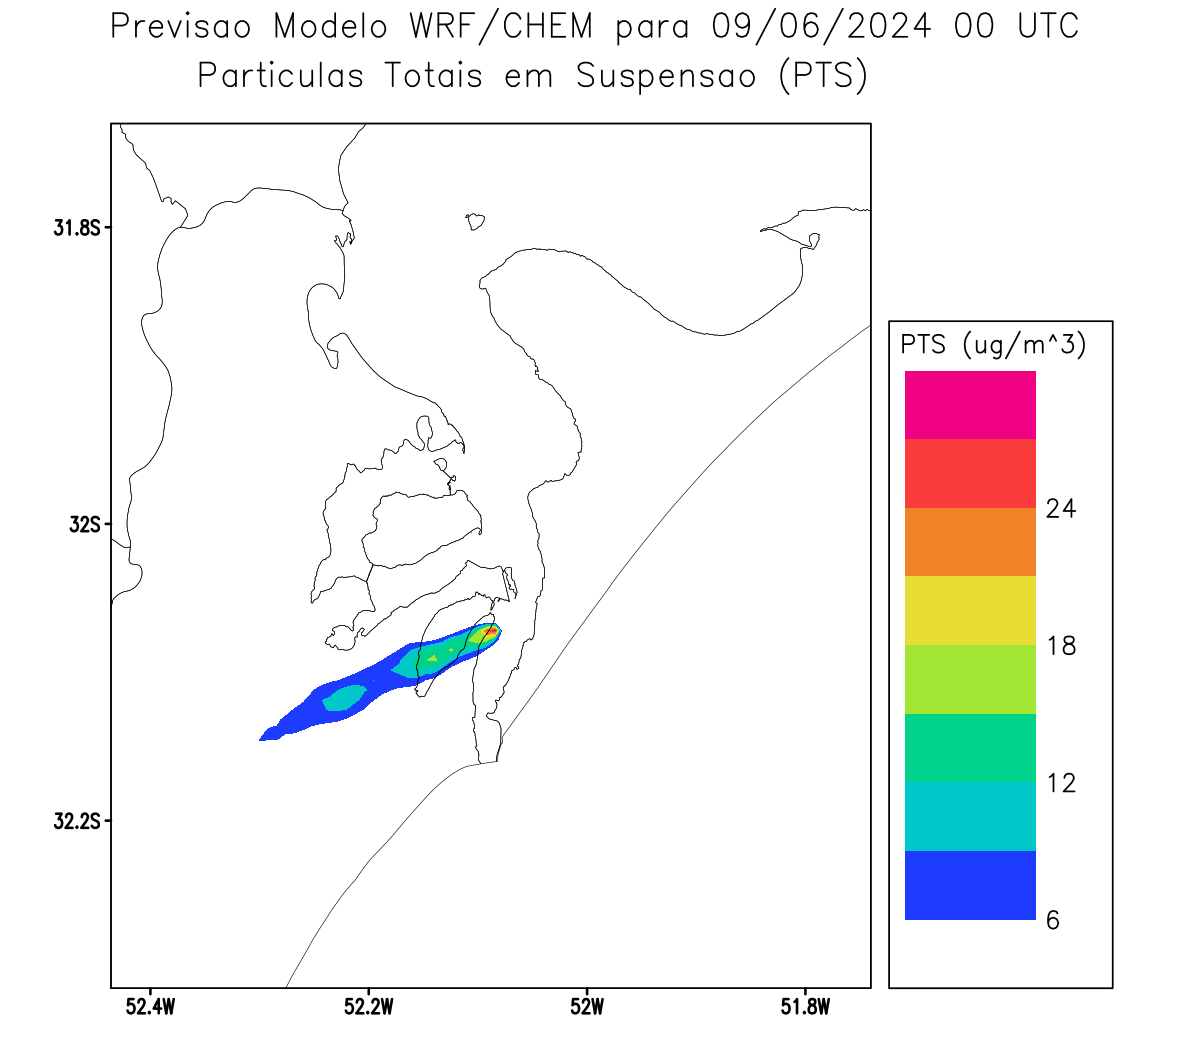 Previsao Modelo WRF/CHEM para 09/06/2024 00 UTC
Particulas Totais em Suspensao (PTS)
31.8S
32S
32.2S
52.4W
52.2W
52W
51.8W
PTS (ug/m^3)
24
18
12
6